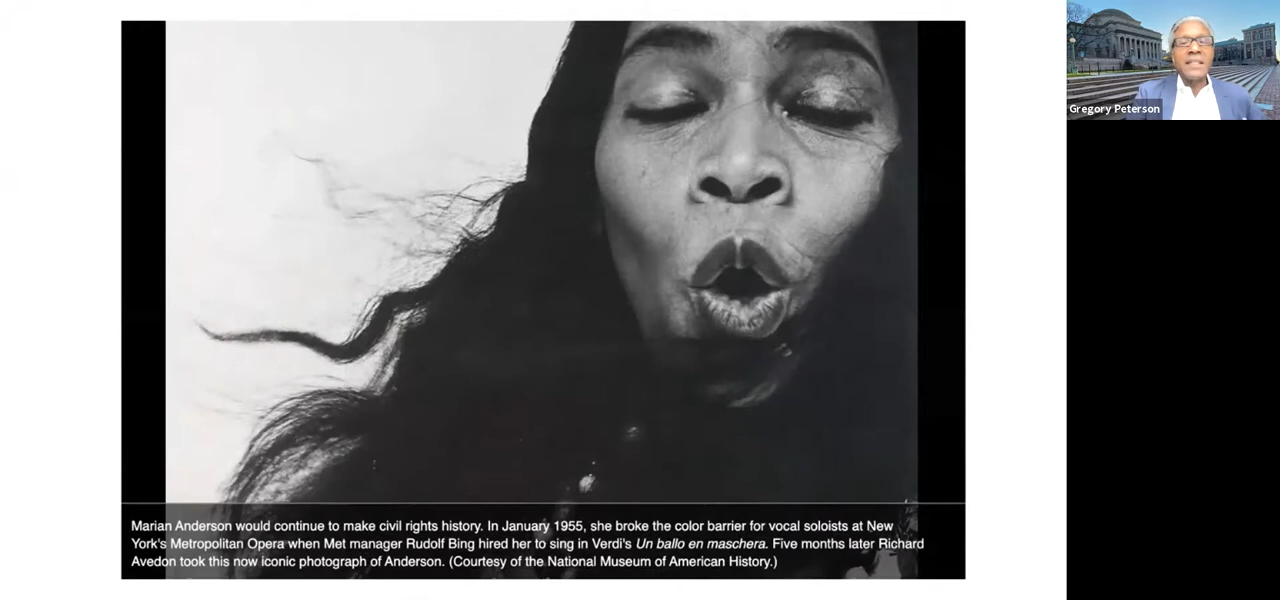 Gregory Peterson
Marian Anderson would continue to make civil rights history. In January 1955, she broke the color barrier for vocal soloists at New
York's Metropolitan Opera when Met manager Rudolf Bing hired her to sing in Verdi's Un ballo en maschera. Five months later Richard
Avedon took this now iconic photograph of Anderson. (Courtesy of the National Museum of American History.)